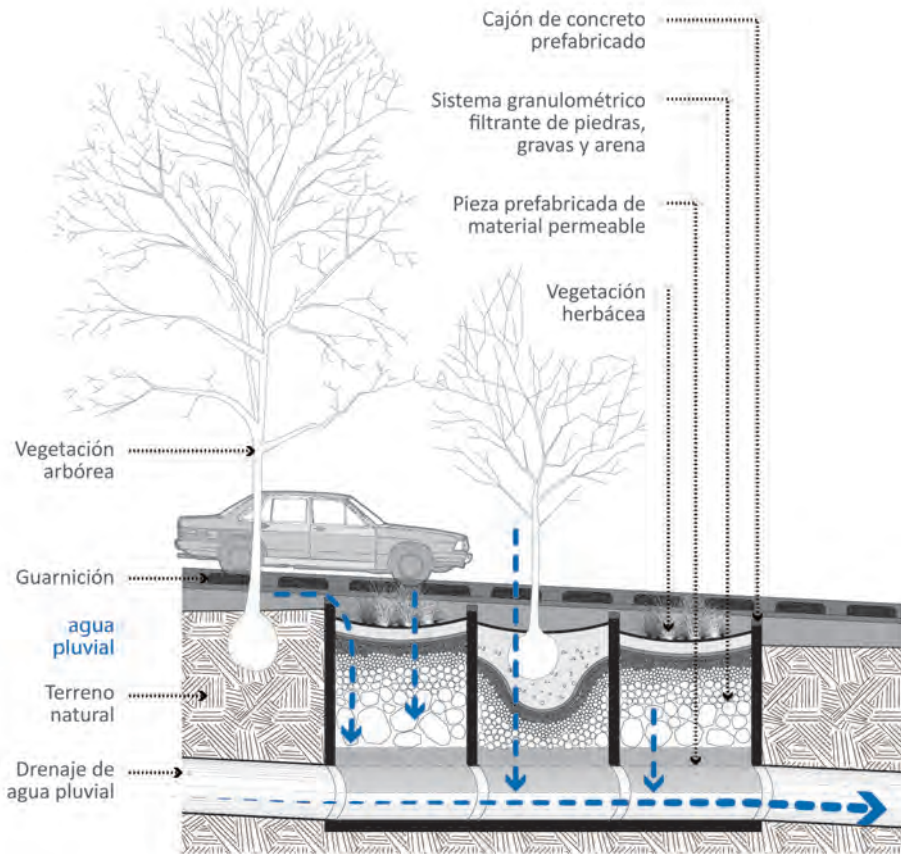 Cajón de concreto
prefabricado
Sistema granulométrico
filtrante de piedras,
gravas y arena
Pieza prefabricada de
material permeable
Vegetación
herbácea
Vegetación
arbórea
Guarnición
agua
pluvial
Terreno
natural
Drenaje de
agua pluvial